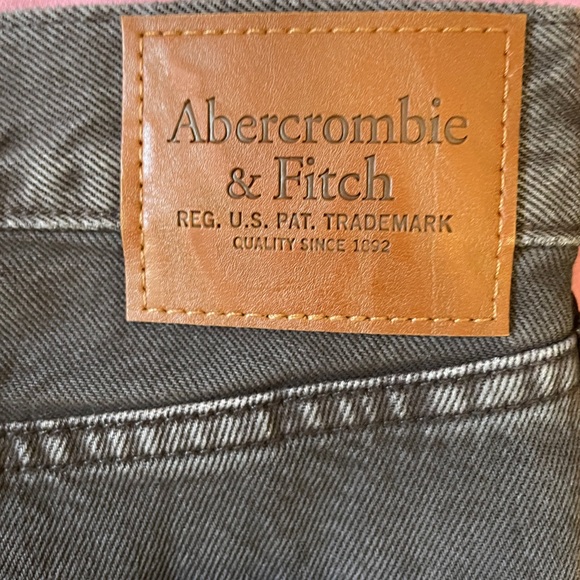 Abercrombie
& Fitch
REG. U.S. PAT. TRADEMARK
QUALITY SINCE 1892